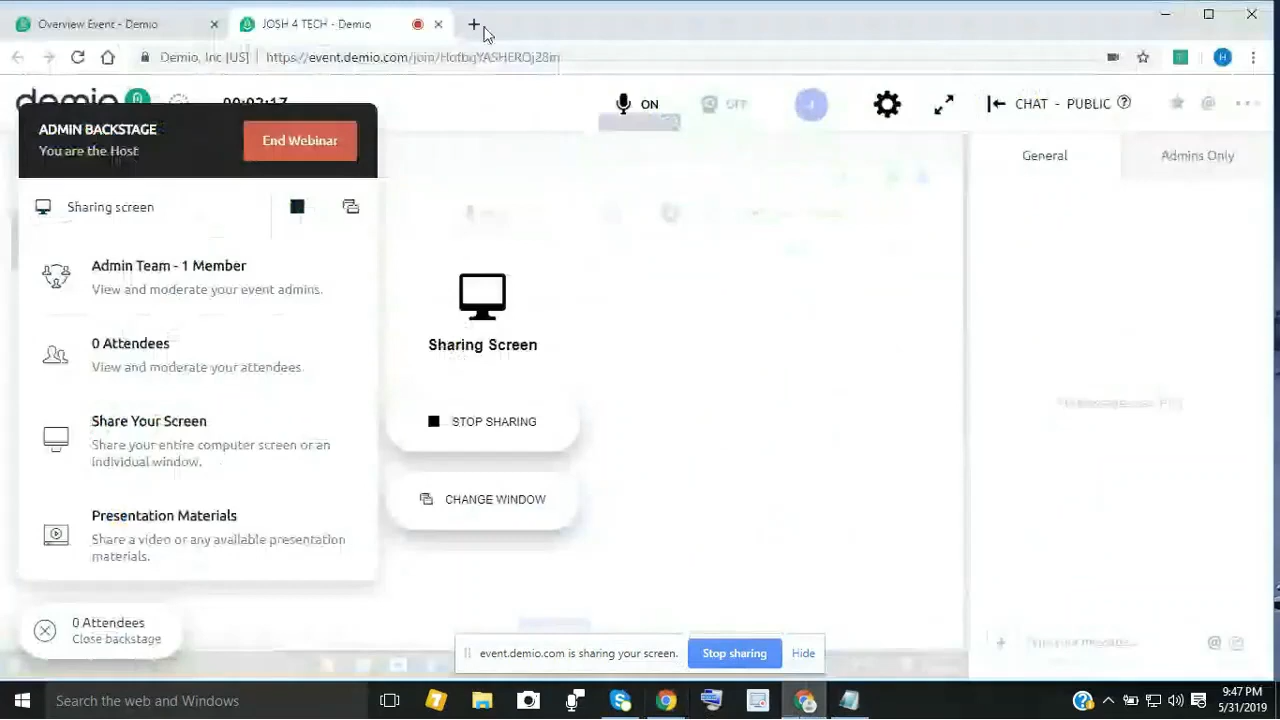 Overview Event - Demio
JOSH 4 TECH - Demio
Demio, Inc [US]
demio
ON
OFF
CHAT - PUBLIC
ADMIN BACKSTAGE
You are the Host
End Webinar
General
Admins Only
Sharing screen
Admin Team - 1 Member
View and moderate your event admins.
0 Attendees
View and moderate your attendees.
Sharing Screen
Share Your Screen
Share your entire computer screen or an
individual window.
STOP SHARING
CHANGE WINDOW
Presentation Materials
Share a video or any available presentation
materials.
0 Attendees
Close backstage
event.demio.com is sharing your screen.
Stop sharing
Hide
Search the web and Windows
9:47 PM
5/31/2019